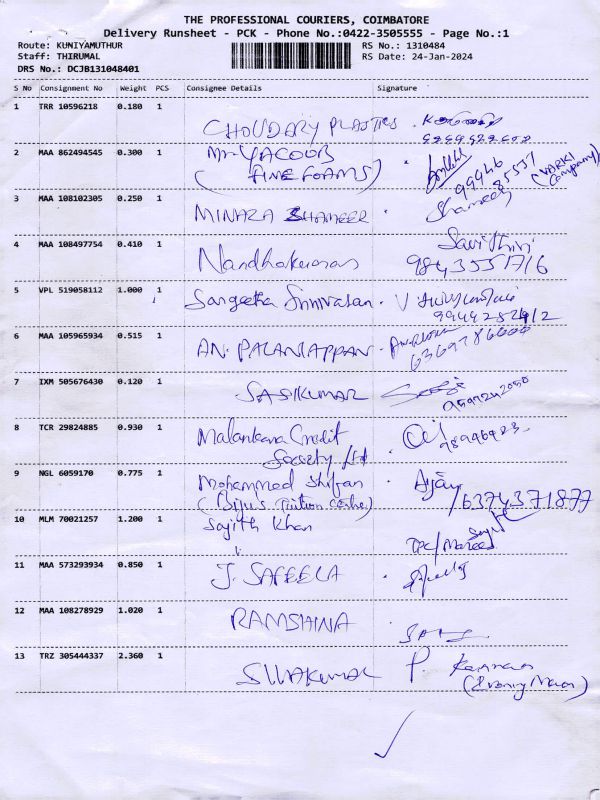 THE PROFESSIONAL COURIERS, COIMBATORE
Delivery Runsheet - PCK - Phone No.:0422-3505555 - Page No.:1
Route: KUNIYAMUTHUR
RS No.: 1310484
Staff: THIRUMAL
RS Date: 24-Jan-2024
DRS No.: DCJB131048401
S No Consignment No Weight PCS Consignee Details Signature
1 TRR 10596218 0.180 1
CHOUDARY PLASTICS
2 MAA 862494545 0.300 1 Mr YACOOB
(FINE FOAMS) 99446 85537 (VARKI Company)
3 MAA 108102305 0.250 1
MINAZA SHAMEER Shameer
4 MAA 108497754 0.410 1 Savithiri
Nandhakumar 9843551716
5 VPL 519058112 1.000 1
Sangeetha Srinivasan
6 MAA 105965934 0.515 1
AN. PALANIAPPAN 6369786600
7 IXM 505676430 0.120 1
SASIKUMAR
8 TCR 29824885 0.930 1 Malankara Credit
Society Ltd
9 NGL 6059170 0.775 1 Mohammed Shifan Ajay
(Biju's Tuition Centre) /6374371877
10 MLM 70021257 1.200 1 Sajith Khan
11 MAA 573293934 0.850 1
J. SAFEELA
12 MAA 108278929 1.020 1
RAMSHINA
13 TRZ 305444337 2.360 1
SIVAKUMAR P. Kannan